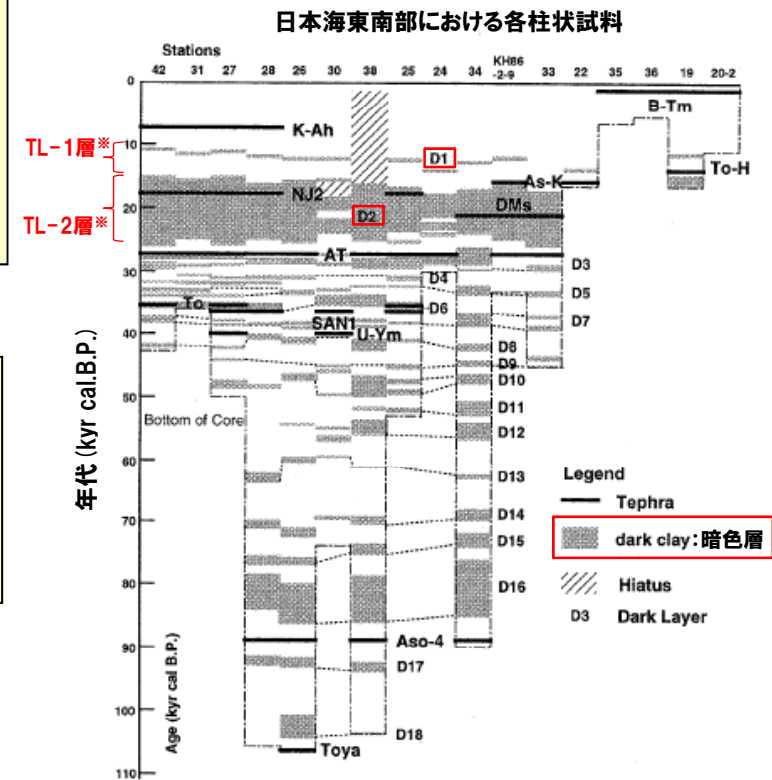 日本海東南部における各柱状試料
Stations
42 31 27 28 26 30 38 25 24 34 KH86-2-9 33 22 35 36 19 20-2
0
B-Tm
K-Ah
10
TL-1層※
D1
As-K
To-H
NJ2
20
TL-2層※
D2
DMs
AT
30
D3
D4
To
D5
D6
SAN1
D7
40
U-Ym
D8
D9
D10
50
D11
Bottom of Core
D12
年代 (kyr cal.B.P.)
60
D13
Legend
Tephra
70
D14
D15
dark clay:暗色層
80
D16
Hiatus
D3 Dark Layer
90
Aso-4
D17
Age (kyr cal B.P.)
100
D18
Toya
110